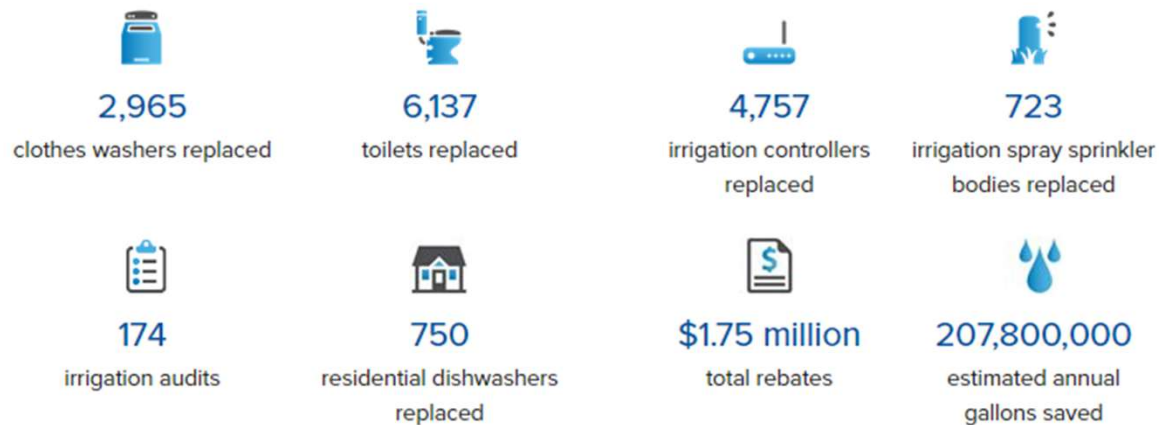 2,965
clothes washers replaced
6,137
toilets replaced
4,757
irrigation controllers
replaced
723
irrigation spray sprinkler
bodies replaced
174
irrigation audits
750
residential dishwashers
replaced
$
$1.75 million
total rebates
207,800,000
estimated annual
gallons saved